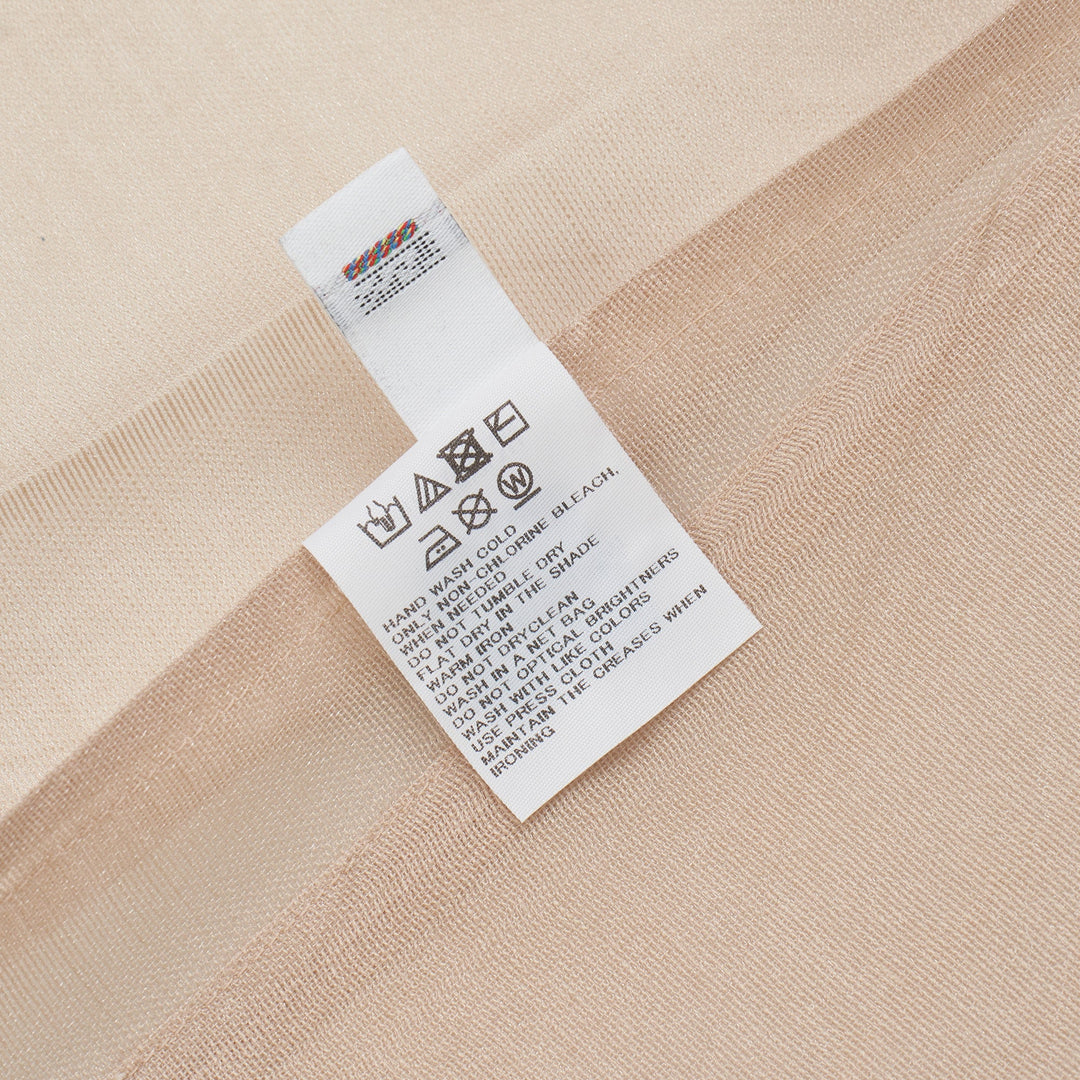 W
HAND WASH COLD
ONLY NON-CHLORINE BLEACH,
WHEN NEEDED
DO NOT TUMBLE DRY
FLAT DRY IN THE SHADE
WARM IRON
DO NOT DRYCLEAN
WASH IN A NET BAG
DO NOT OPTICAL BRIGHTNERS
WASH WITH LIKE COLORS
USE PRESS CLOTH
MAINTAIN THE CREASES WHEN
IRONING